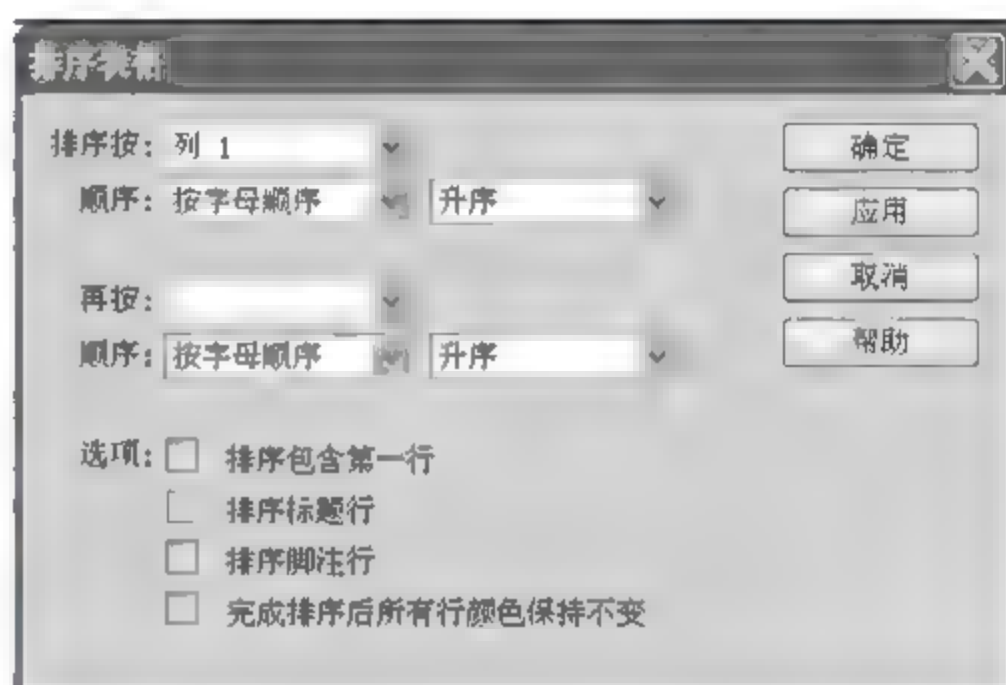 排序表格
排序按: 列 1 确定
顺序: 按字母顺序 升序 应用
再按: 取消
顺序: 按字母顺序 升序 帮助
选项: 排序包含第一行
排序标题行
排序脚注行
完成排序后所有行颜色保持不变